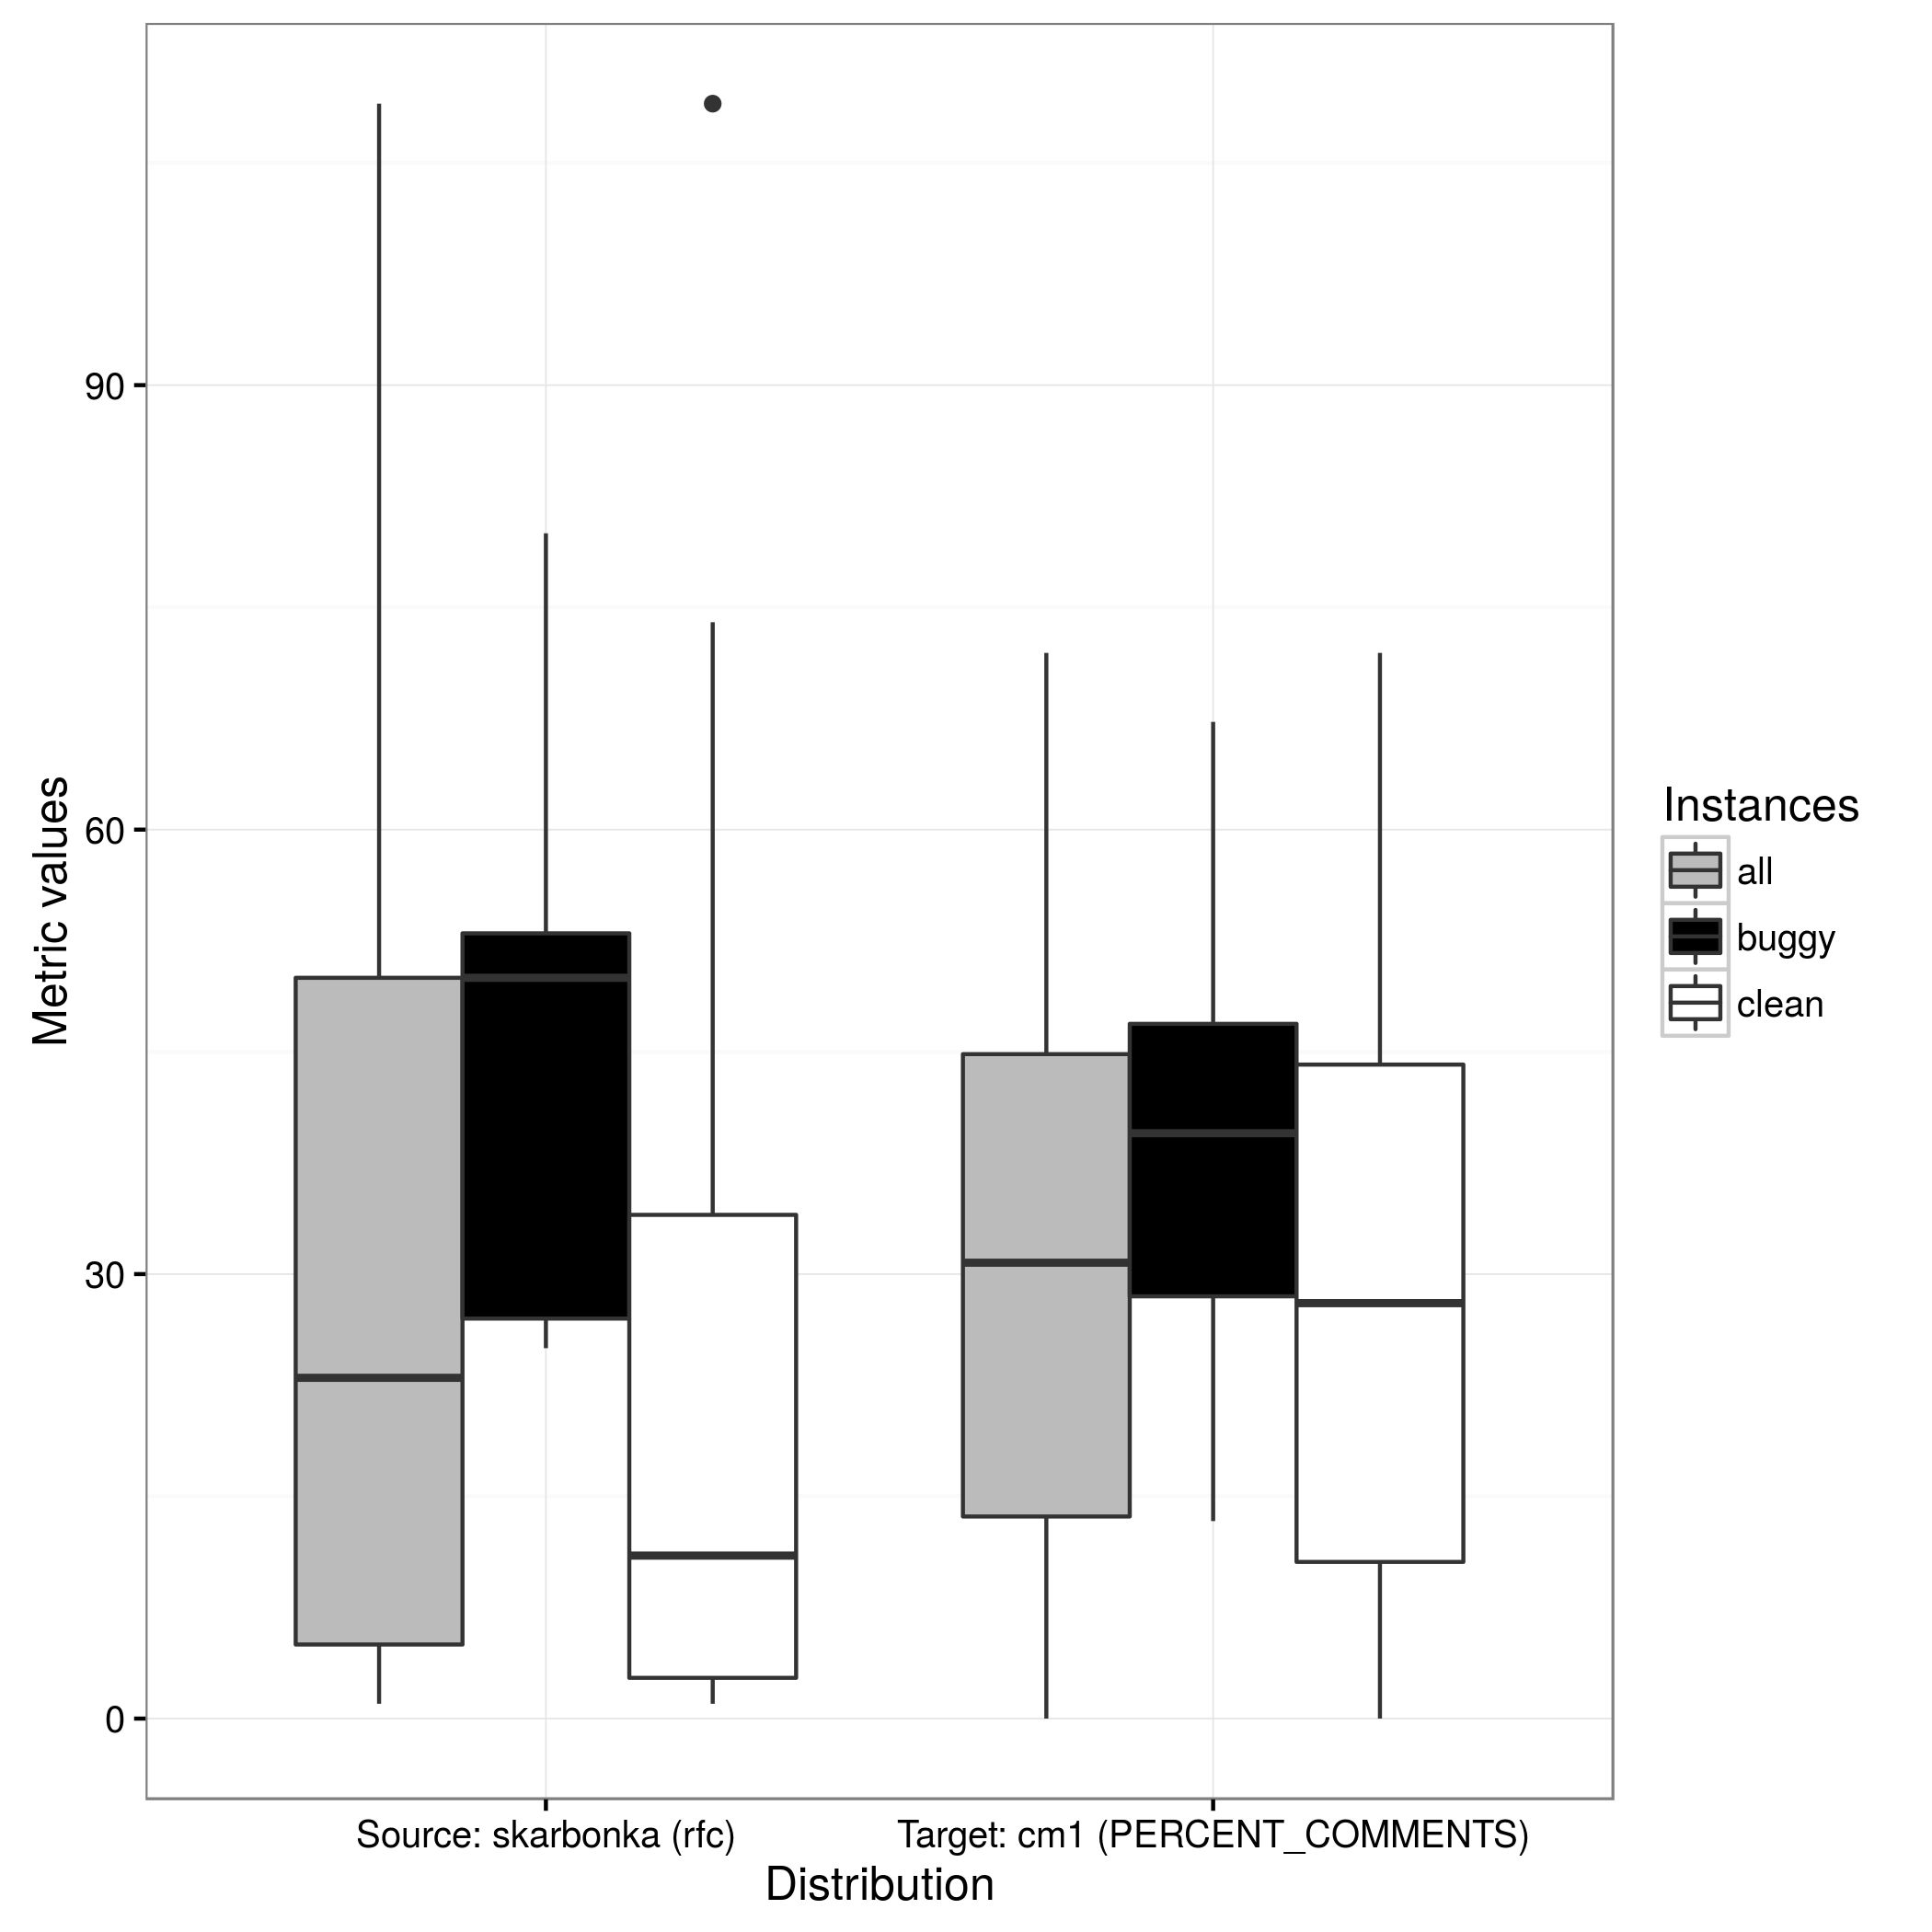 Metric values
90
60
30
0
Source: skarbonka (rfc)
Target: cm1 (PERCENT_COMMENTS)
Distribution
Instances
all
buggy
clean